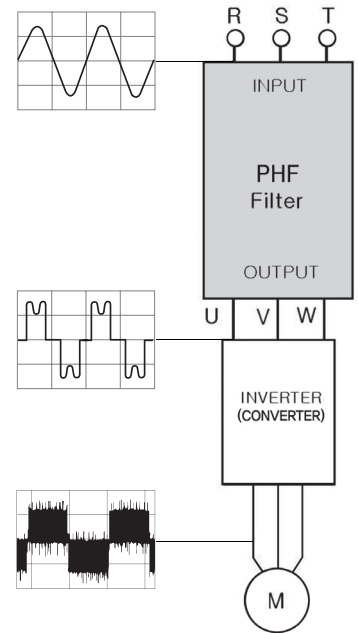 R S T
INPUT
PHF
Filter
OUTPUT
U V W
INVERTER
(CONVERTER)
M